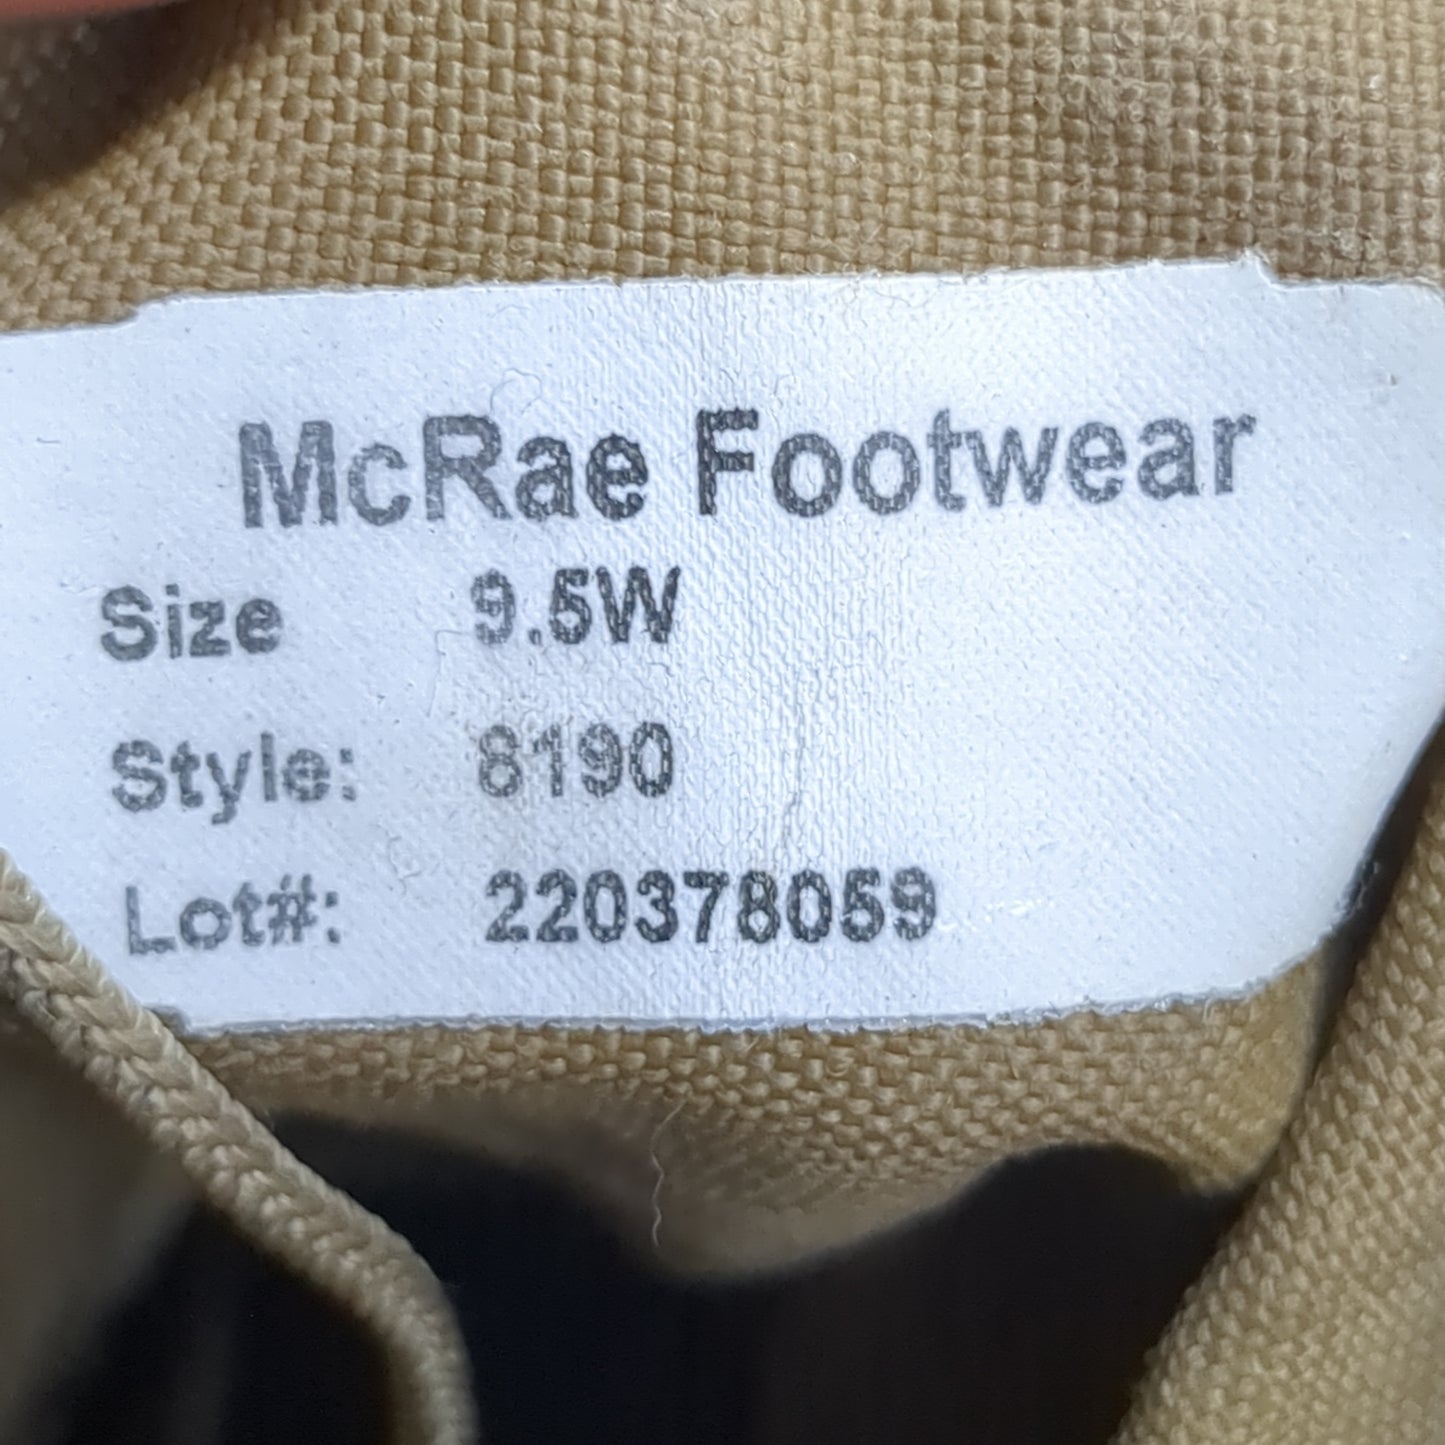 McRae Footwear
Size 9.5W
Style: 8190
Lot#: 220378059